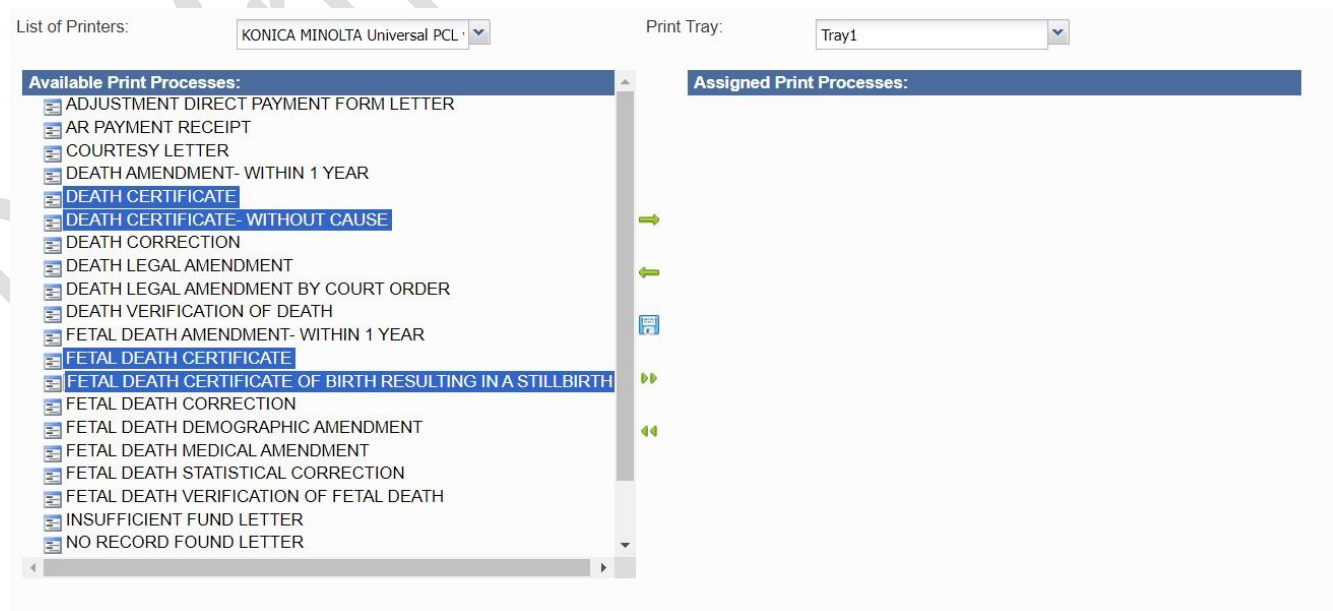 List of Printers: KONICA MINOLTA Universal PCL Print Tray: Tray1
Available Print Processes: Assigned Print Processes:
ADJUSTMENT DIRECT PAYMENT FORM LETTER
AR PAYMENT RECEIPT
COURTESY LETTER
DEATH AMENDMENT- WITHIN 1 YEAR
DEATH CERTIFICATE
DEATH CERTIFICATE- WITHOUT CAUSE
DEATH CORRECTION
DEATH LEGAL AMENDMENT
DEATH LEGAL AMENDMENT BY COURT ORDER
DEATH VERIFICATION OF DEATH
FETAL DEATH AMENDMENT- WITHIN 1 YEAR
FETAL DEATH CERTIFICATE
FETAL DEATH CERTIFICATE OF BIRTH RESULTING IN A STILLBIRTH
FETAL DEATH CORRECTION
FETAL DEATH DEMOGRAPHIC AMENDMENT
FETAL DEATH MEDICAL AMENDMENT
FETAL DEATH STATISTICAL CORRECTION
FETAL DEATH VERIFICATION OF FETAL DEATH
INSUFFICIENT FUND LETTER
NO RECORD FOUND LETTER